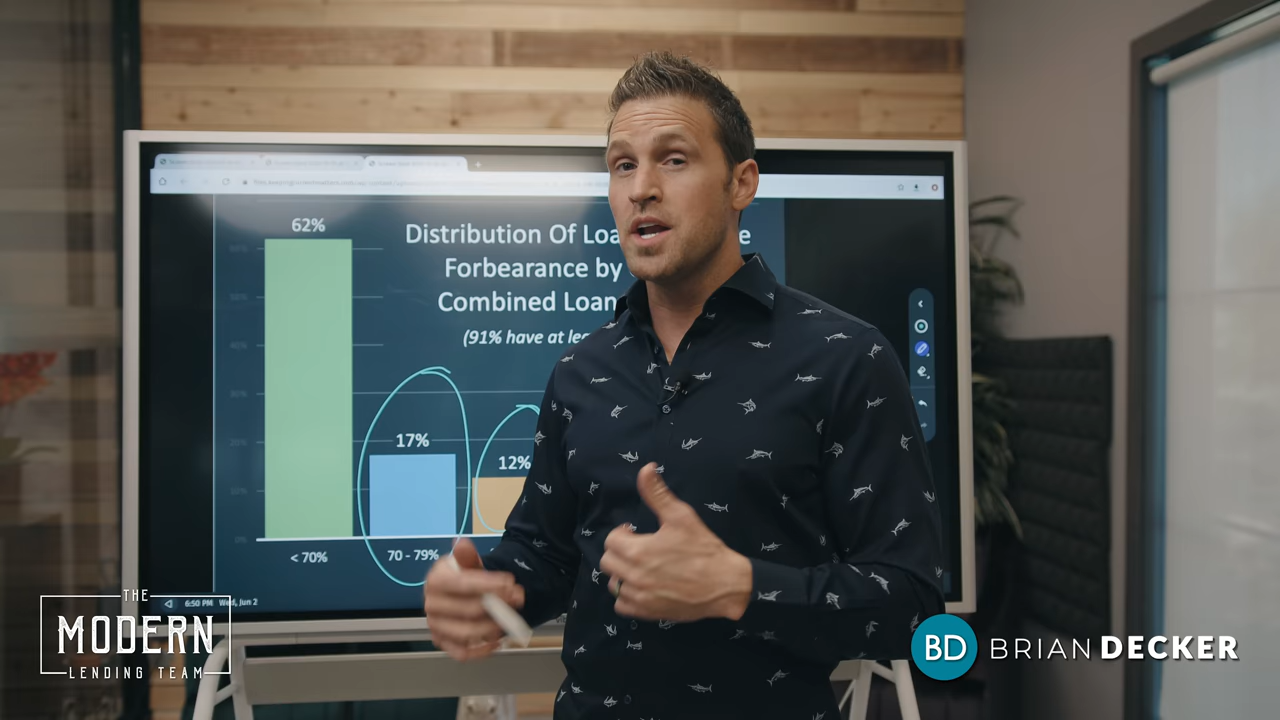 62%
Distribution Of Loa
e
Forbearance by
Combined Loan
(91% have at leas
17%
12%
< 70%
70 - 79%
6:50 PM Wed, Jun 2
THE
MODERN
LENDING TEAM
BD BRIAN DECKER